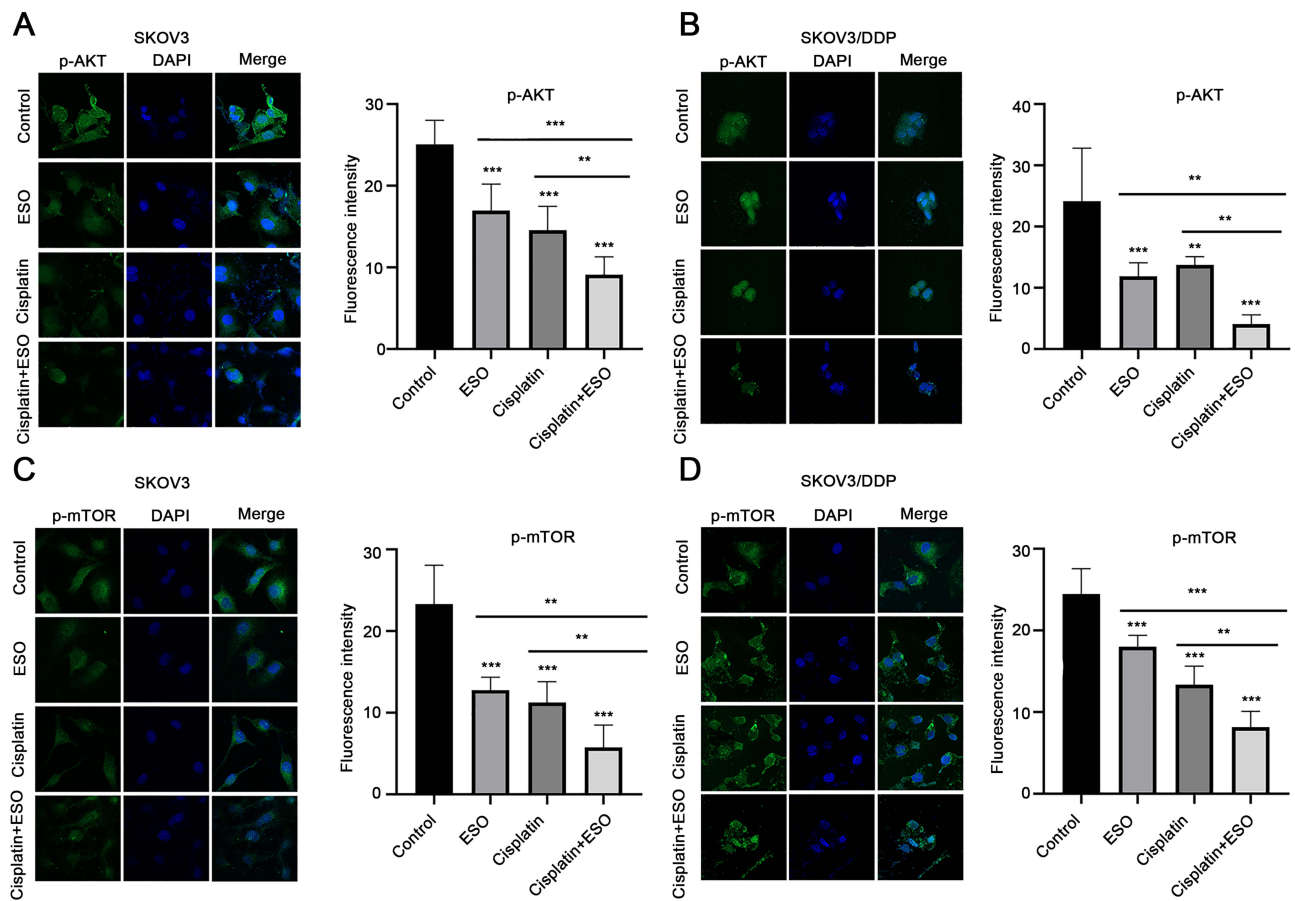 A
SKOV3
p-AKT DAPI Merge
Control
ESO
Cisplatin
Cisplatin+ESO
p-AKT
Fluorescence intensity
30
20
10
0
***
**
***
***
***
Control
ESO
Cisplatin
Cisplatin+ESO
B
SKOV3/DDP
p-AKT DAPI Merge
Control
ESO
Cisplatin
Cisplatin+ESO
p-AKT
Fluorescence intensity
40
30
20
10
0
**
**
***
**
***
Control
ESO
Cisplatin
Cisplatin+ESO
C
SKOV3
p-mTOR DAPI Merge
Control
ESO
Cisplatin
Cisplatin+ESO
p-mTOR
Fluorescence intensity
30
20
10
0
**
**
***
***
***
Control
ESO
Cisplatin
Cisplatin+ESO
D
SKOV3/DDP
p-mTOR DAPI Merge
Control
ESO
Cisplatin
Cisplatin+ESO
p-mTOR
Fluorescence intensity
30
20
10
0
***
**
***
***
***
Control
ESO
Cisplatin
Cisplatin+ESO